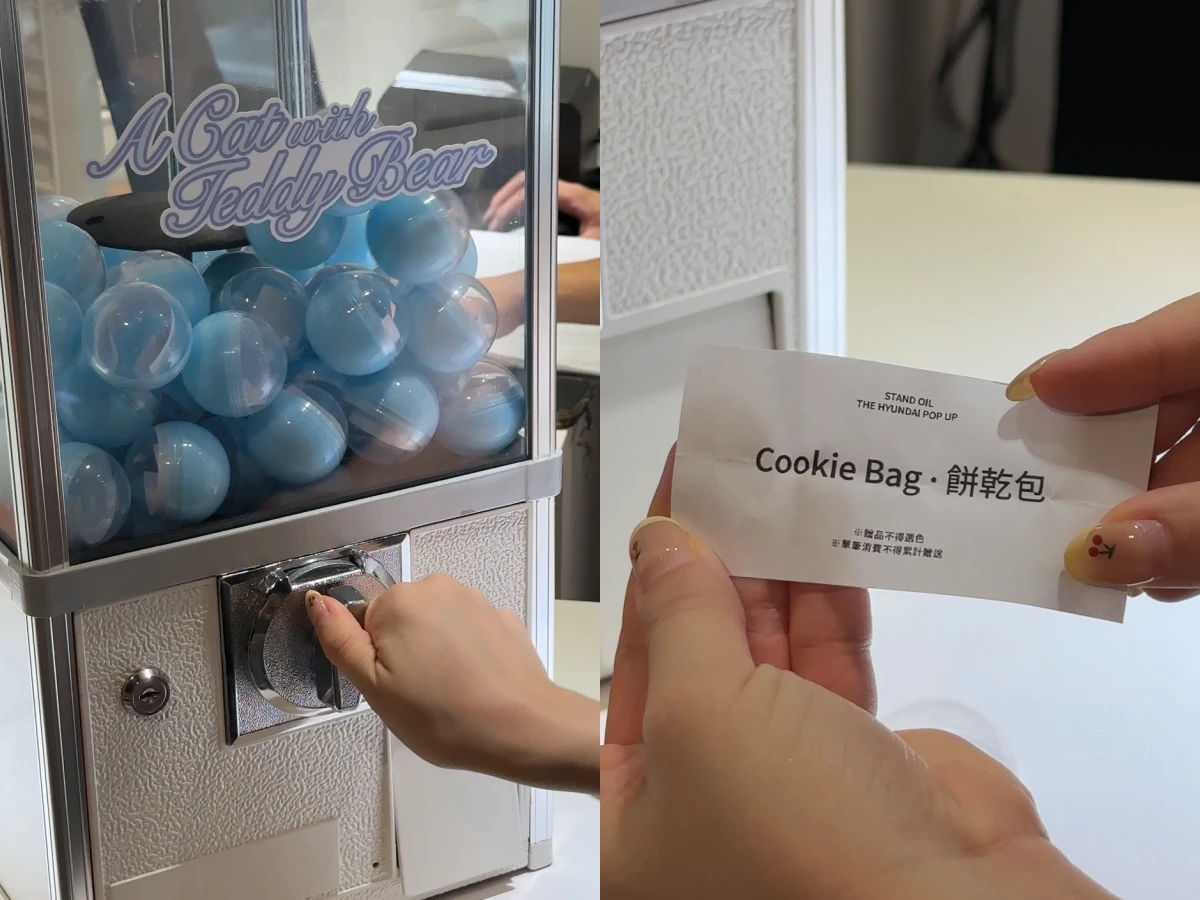 A Cat with
Teddy Bear
STAND OIL
THE HYUNDAI POP UP
Cookie Bag · 餅乾包
※贈品不得選色
※單筆消費不得累計贈送